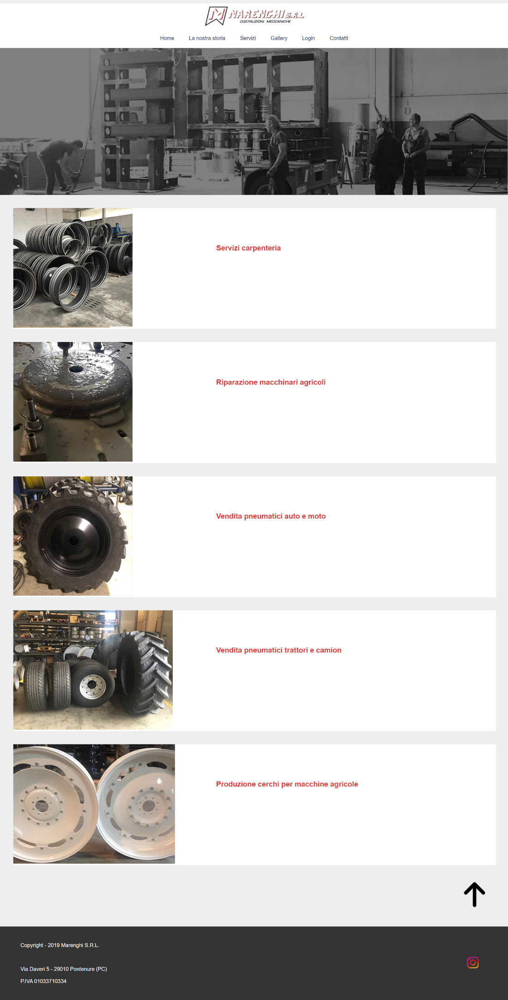 MARENGHI S.R.L
COSTRUZIONI MECCANICHE
Home La nostra storia Servizi Gallery Login Contatti
Servizi carpenteria
Riparazione macchinari agricoli
Vendita pneumatici auto e moto
Vendita pneumatici trattori e camion
Produzione cerchi per macchine agricole
Copyright - 2019 Marenghi S.R.L.
Via Daveri 5 - 29010 Pontenure (PC)
P.IVA 01033710334